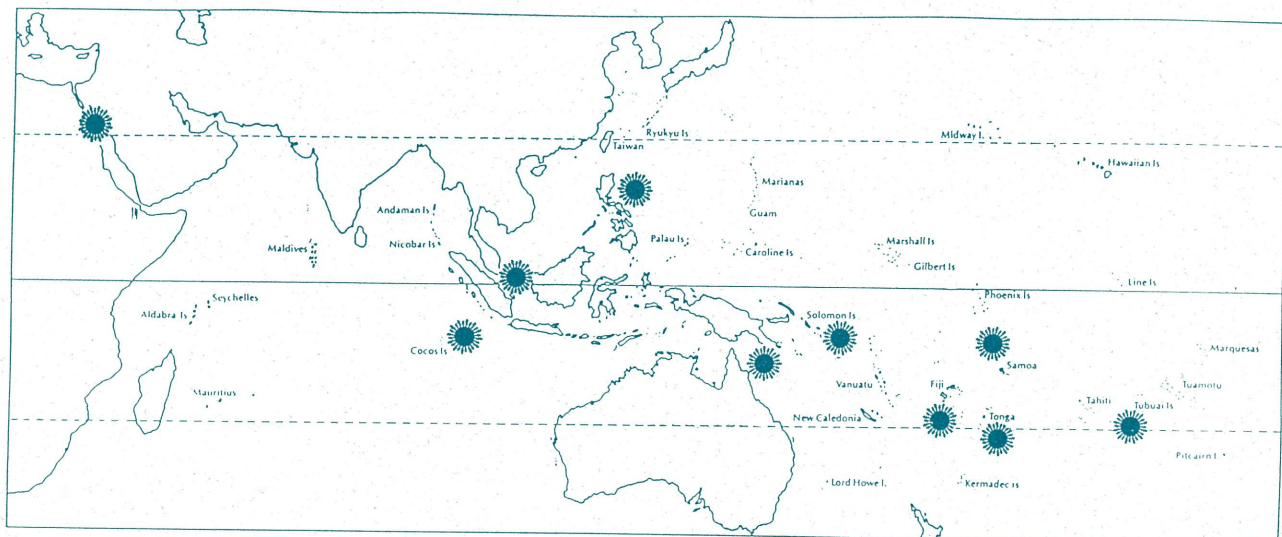 Ryukyu Is
Taiwan
Midway I.
Hawaiian Is
Marianas
Guam
Andaman Is
Nicobar Is
Maldives
Palau Is
Caroline Is
Marshall Is
Gilbert Is
Line Is
Phoenix Is
Seychelles
Aldabra Is
Cocos Is
Solomon Is
Samoa
Marquesas
Mauritius
Vanuatu
Fiji
Tuamotu
Tahiti
Tubuai Is
New Caledonia
Tonga
Pitcairn I.
Lord Howe I.
Kermadec Is